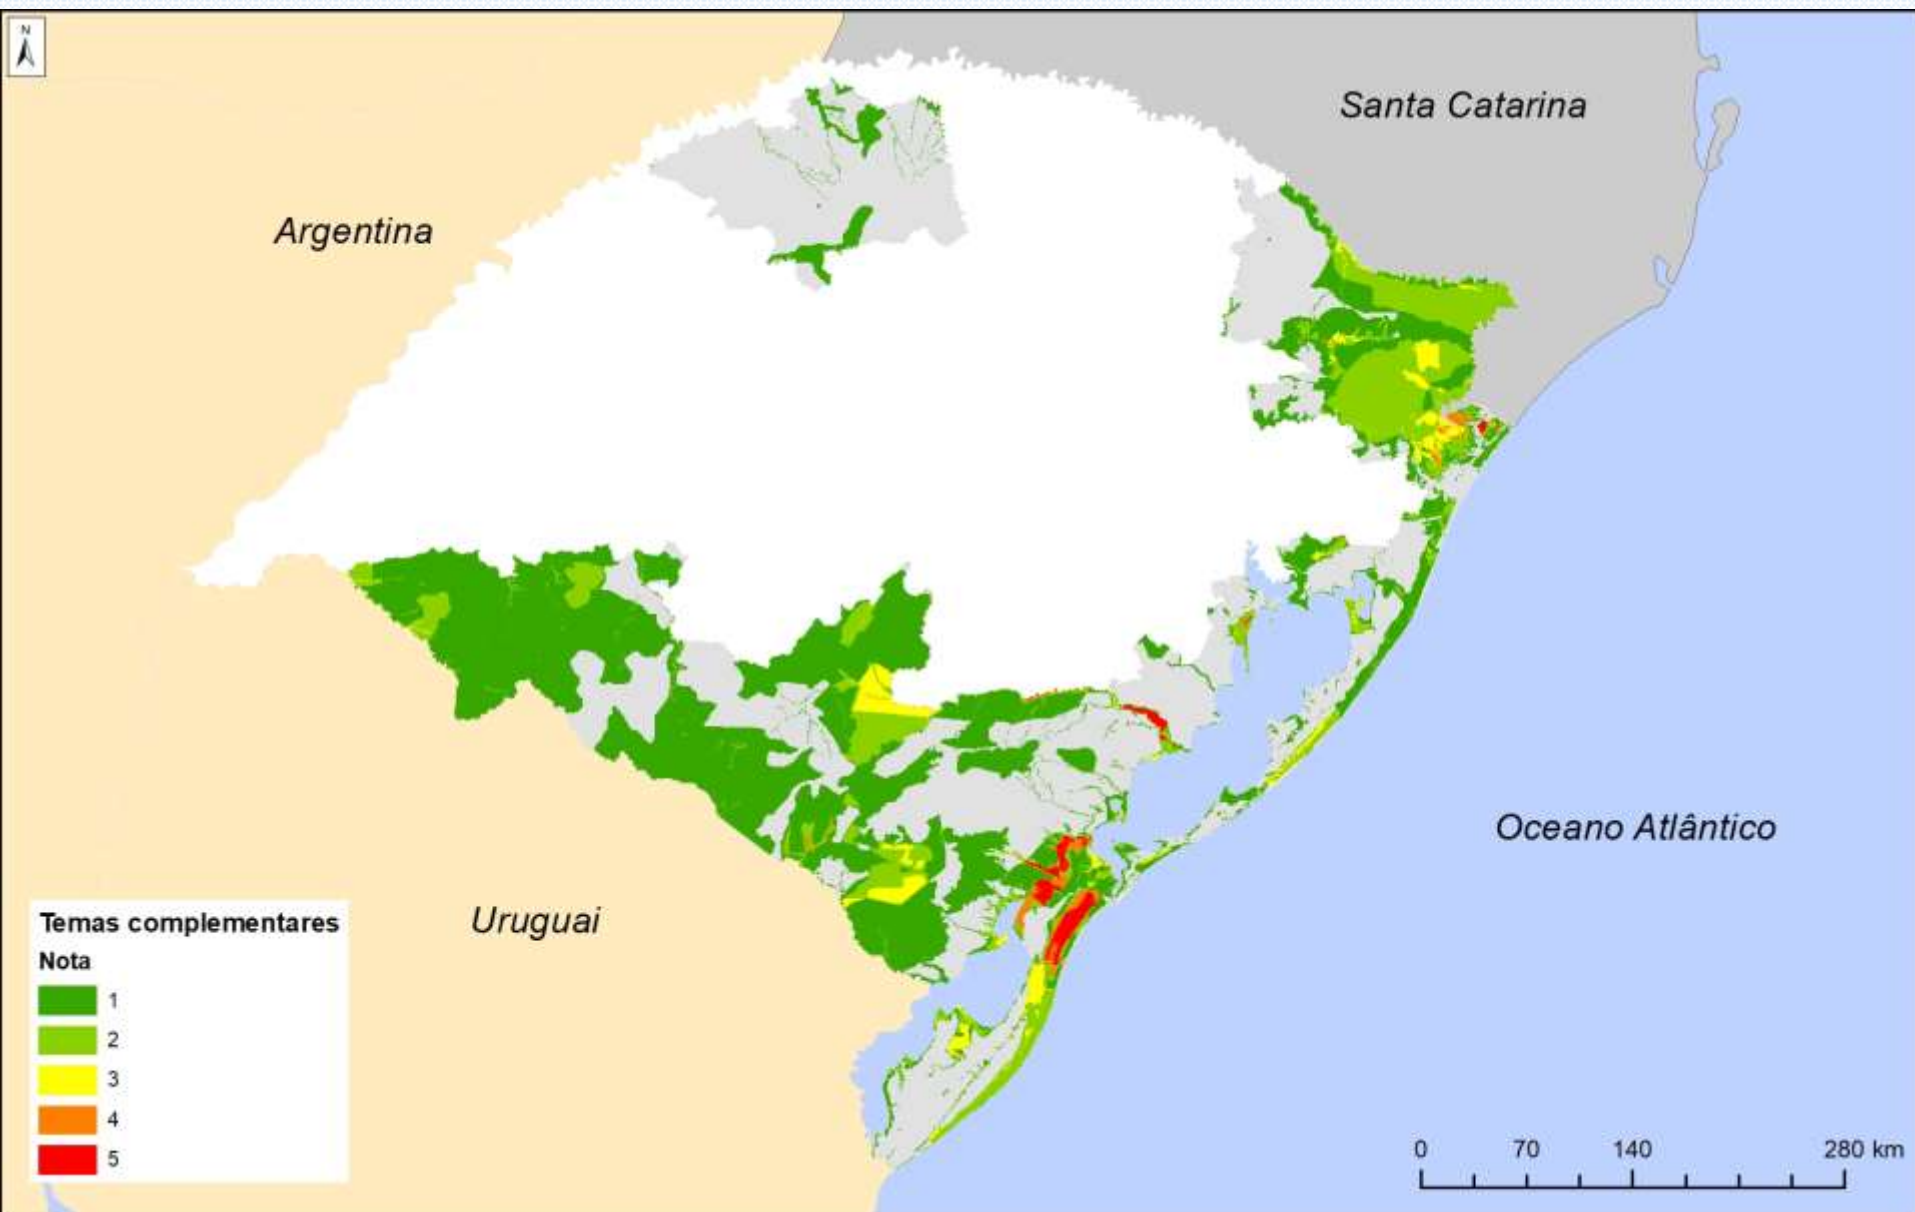 N
Santa Catarina
Argentina
Oceano Atlântico
Uruguai
Temas complementares
Nota
1
2
3
4
5
0 70 140 280 km